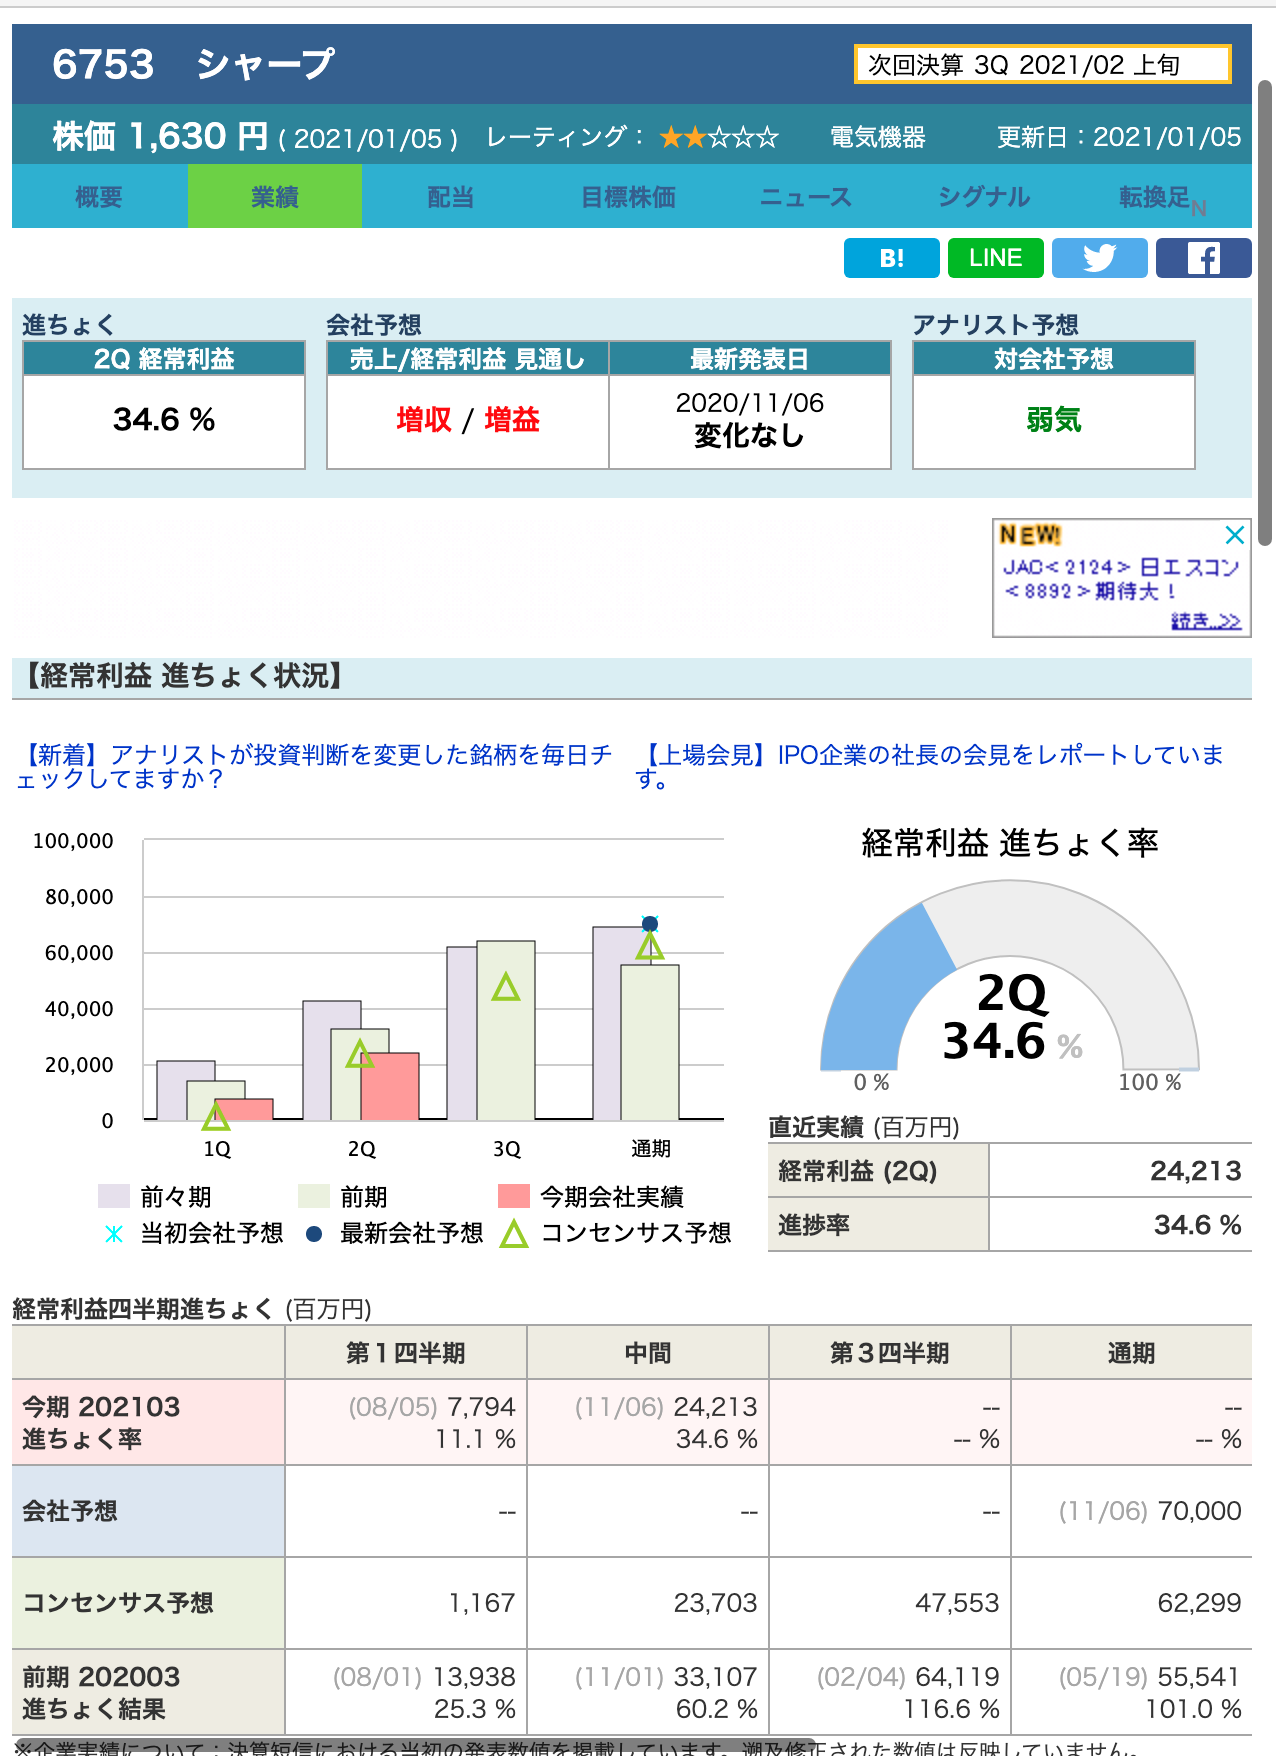 6753 シャープ
次回決算 3Q 2021/02 上旬
株価 1,630 円 ( 2021/01/05 ) レーティング： ★★☆☆☆ 電気機器 更新日：2021/01/05
概要 業績 配当 目標株価 ニュース シグナル 転換足N
B! LINE
進ちょく 会社予想 アナリスト予想
2Q 経常利益 売上/経常利益 見通し 最新発表日 対会社予想
34.6 % 増収 / 増益 2020/11/06 弱気
変化なし
NEW!
JAC<2124> 日エスコン
<8892>期待大！
続き..>>
【経常利益 進ちょく状況】
【新着】アナリストが投資判断を変更した銘柄を毎日チ
ェックしてますか？
【上場会見】IPO企業の社長の会見をレポートしていま
す。
100,000
80,000
60,000
40,000
20,000
0
1Q 2Q 3Q 通期
前々期 前期 今期会社実績
当初会社予想 最新会社予想 コンセンサス予想
経常利益 進ちょく率
2Q
34.6 %
0 % 100 %
直近実績 (百万円)
経常利益 (2Q) 24,213
進捗率 34.6 %
経常利益四半期進ちょく (百万円)
第１四半期 中間 第３四半期 通期
今期 202103 (08/05) 7,794 (11/06) 24,213 -- --
進ちょく率 11.1 % 34.6 % -- % -- %
会社予想 -- -- -- (11/06) 70,000
コンセンサス予想 1,167 23,703 47,553 62,299
前期 202003 (08/01) 13,938 (11/01) 33,107 (02/04) 64,119 (05/19) 55,541
進ちょく結果 25.3 % 60.2 % 116.6 % 101.0 %
※企業実績について：決算短信における当初の発表数値を掲載しています。遡及修正された数値は反映していません。